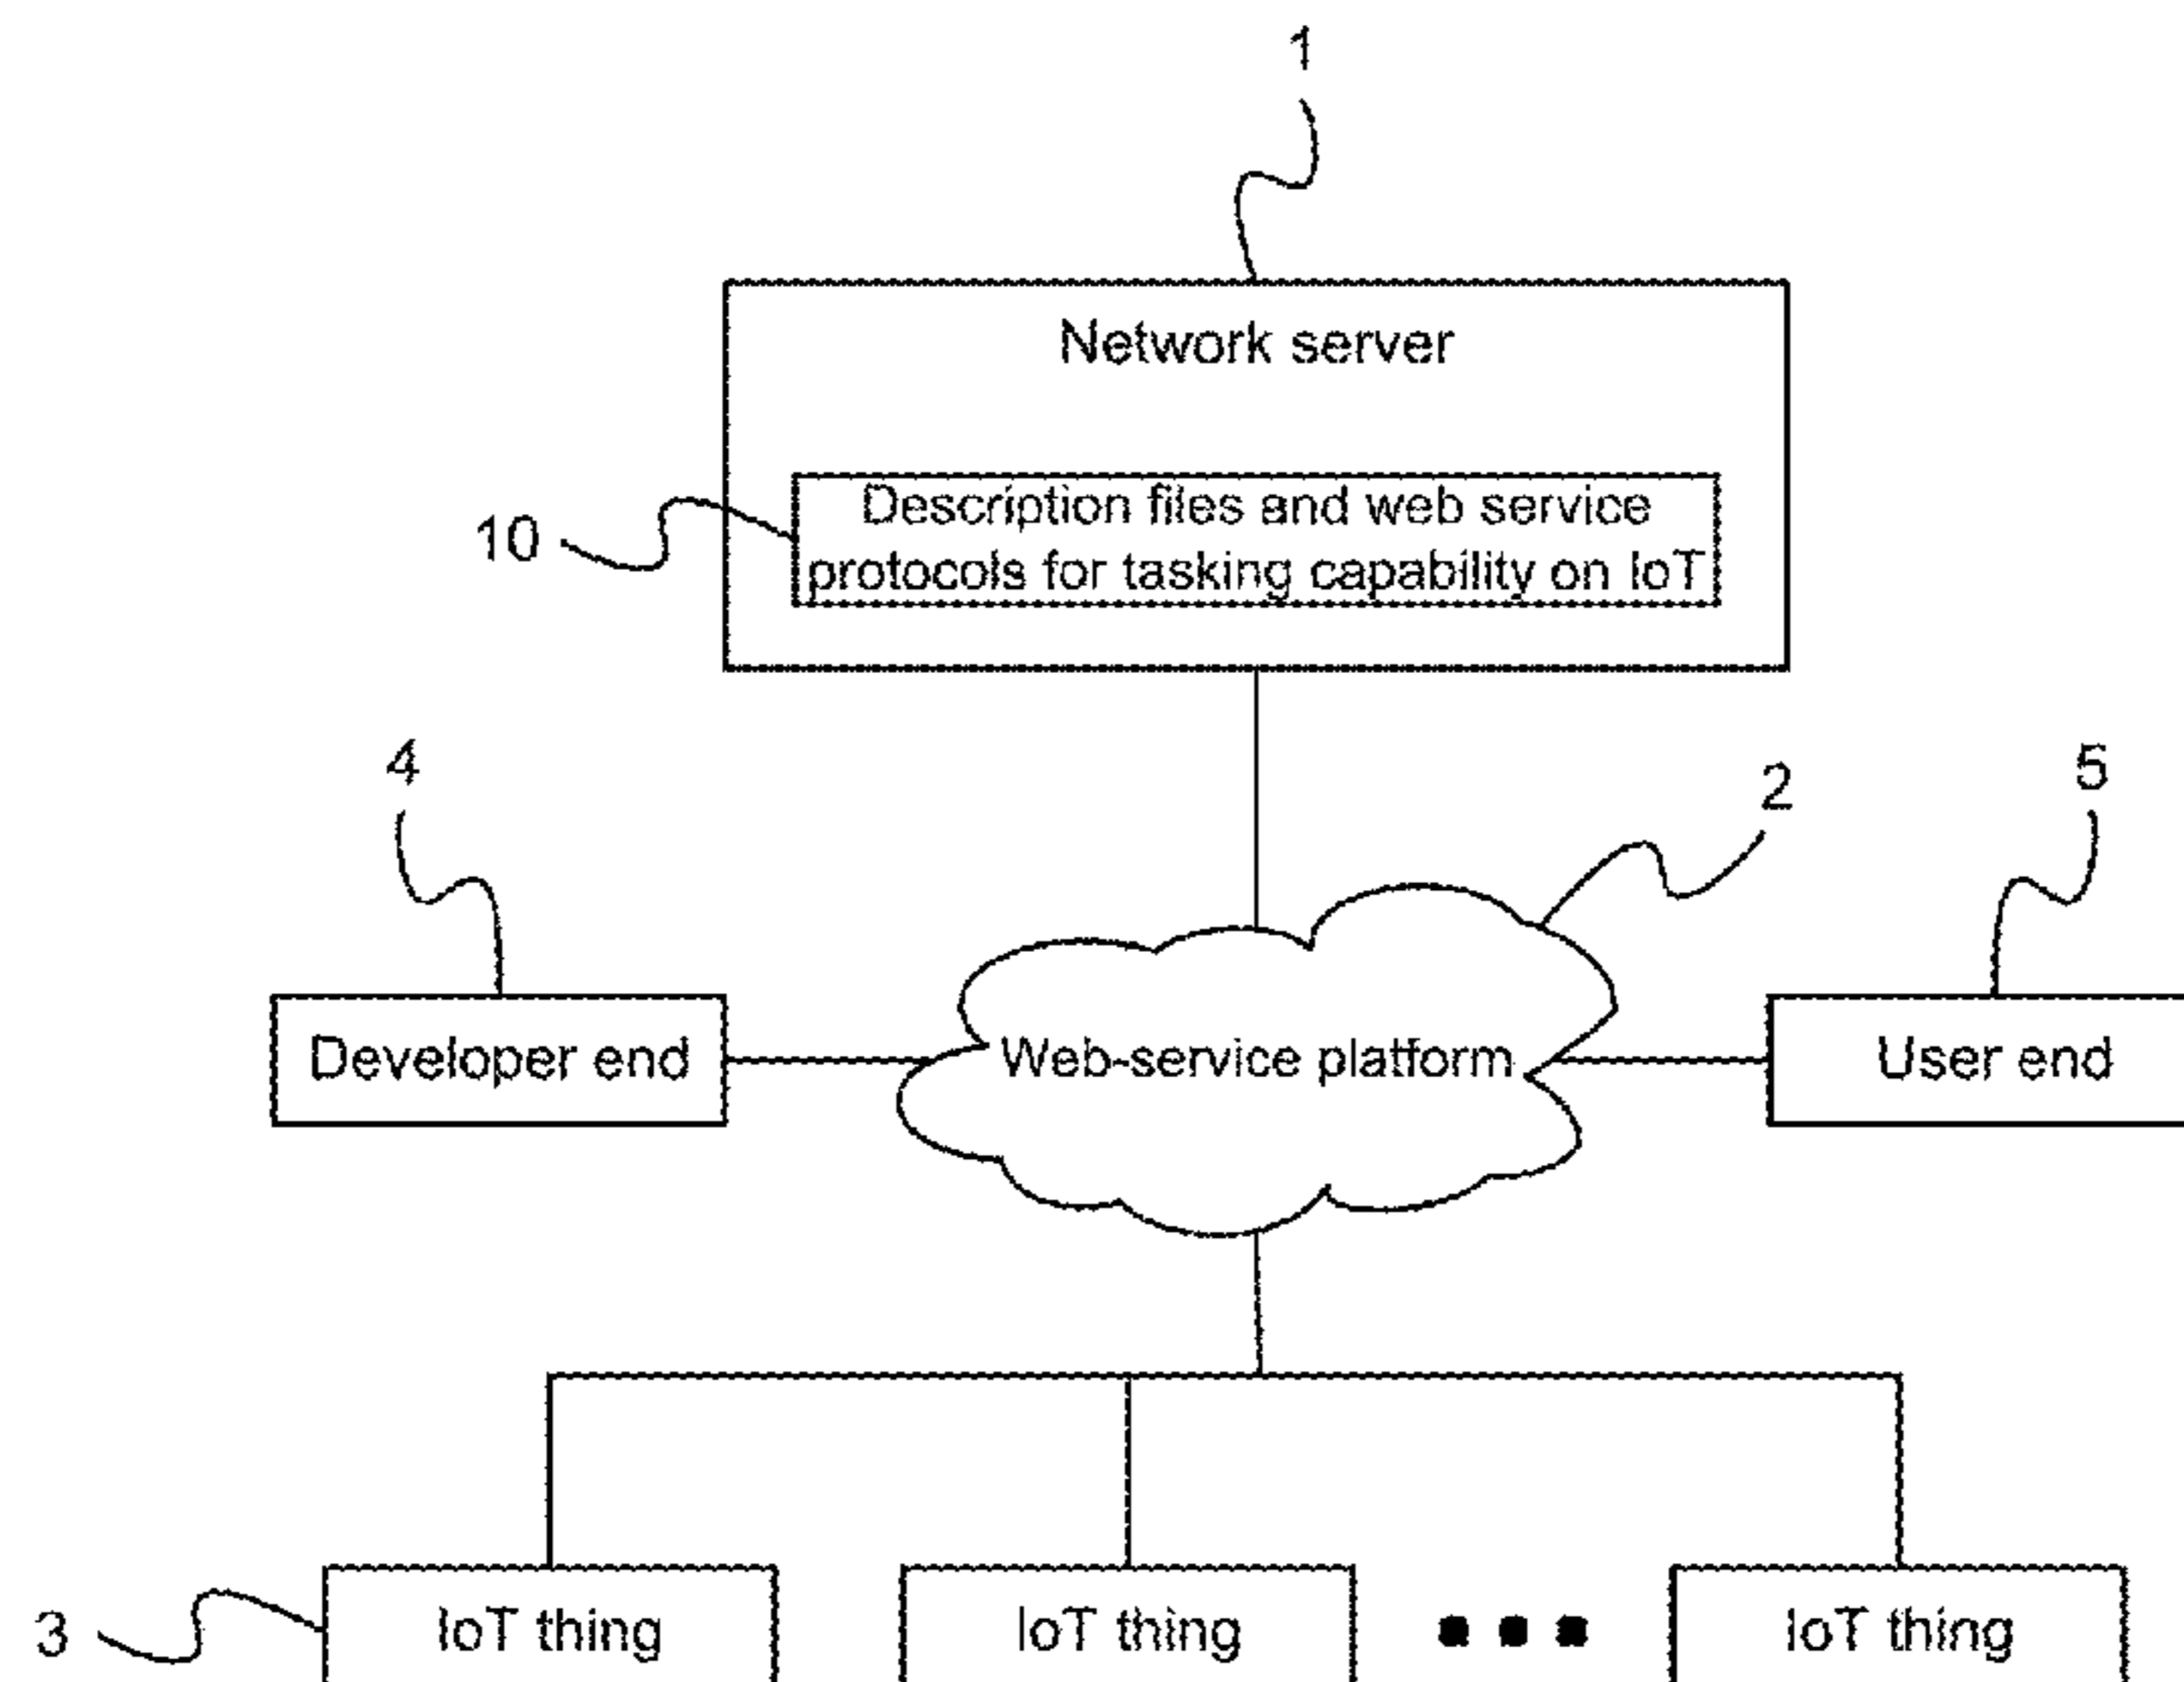 1
Network server
10
Description files and web service
protocols for tasking capability on IoT
4
2
5
Developer end
Web-service platform
User end
3
IoT thing
IoT thing
IoT thing